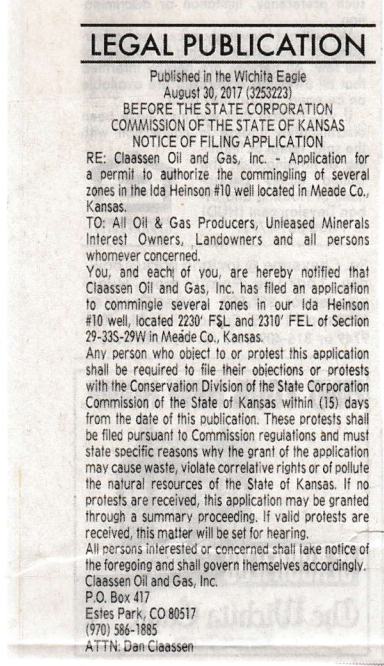 LEGAL PUBLICATION
Published in the Wichita Eagle
August 30, 2017 (3253223)
BEFORE THE STATE CORPORATION
COMMISSION OF THE STATE OF KANSAS
NOTICE OF FILING APPLICATION
RE: Claassen Oil and Gas, Inc. - Application for
a permit to authorize the commingling of several
zones in the Ida Heinson #10 well located in Meade Co.,
Kansas.
TO: All Oil & Gas Producers, Unleased Minerals
Interest Owners, Landowners and all persons
whomever concerned.
You, and each of you, are hereby notified that
Claassen Oil and Gas, Inc. has filed an application
to commingle several zones in our Ida Heinson
#10 well, located 2230' FSL and 2310' FEL of Section
29-33S-29W in Meade Co., Kansas.
Any person who object to or protest this application
shall be required to file their objections or protests
with the Conservation Division of the State Corporation
Commission of the State of Kansas within (15) days
from the date of this publication. These protests shall
be filed pursuant to Commission regulations and must
state specific reasons why the grant of the application
may cause waste, violate correlative rights or of pollute
the natural resources of the State of Kansas. If no
protests are received, this application may be granted
through a summary proceeding. If valid protests are
received, this matter will be set for hearing.
All persons interested or concerned shall take notice of
the foregoing and shall govern themselves accordingly.
Claassen Oil and Gas, Inc.
P.O. Box 417
Estes Park, CO 80517
(970) 586-1885
ATTN: Dan Claassen